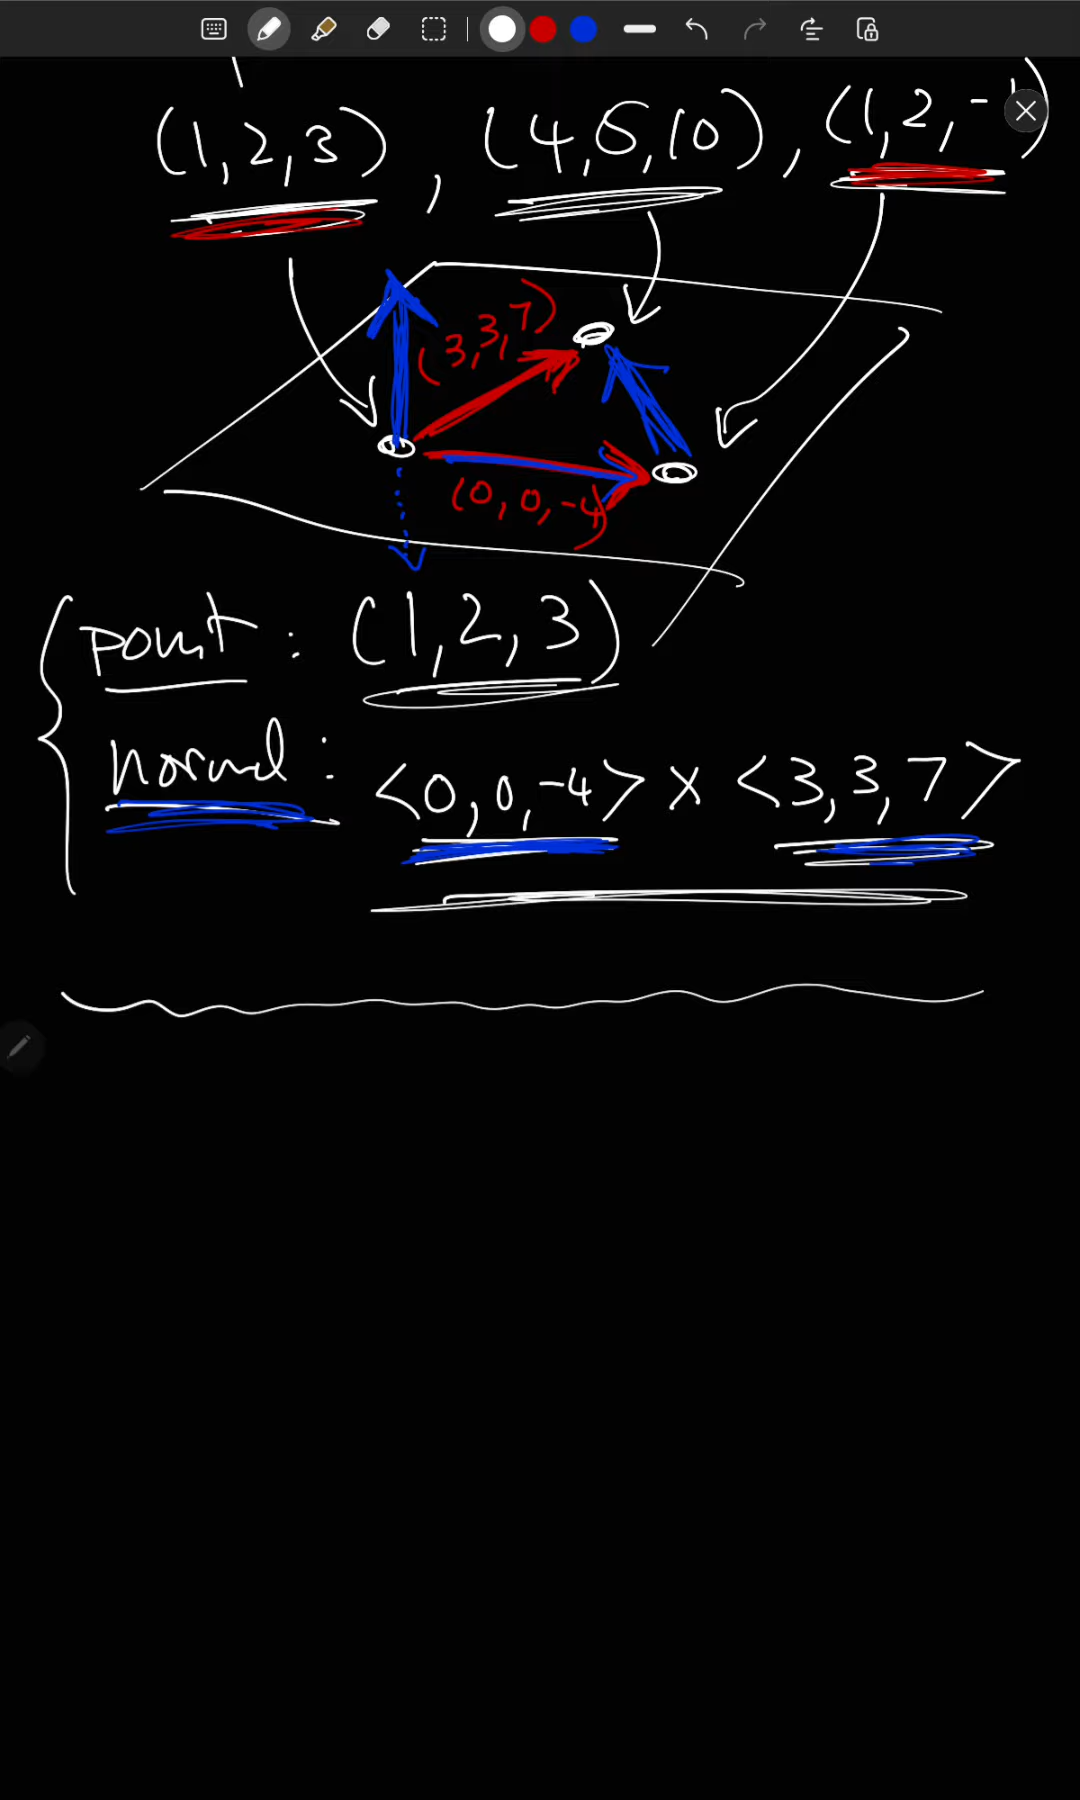 (1,2,3), (4,5,10), (1,2,-
(3,3,7)
(0,0,-4)
point: (1,2,3)
normal: <0,0,-4> x <3,3,7>